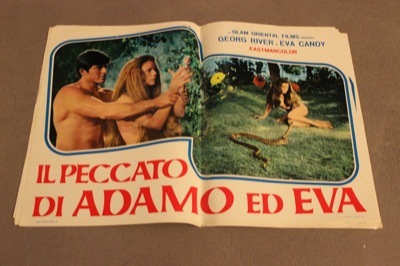 GLAM ORIENTAL FILMS
GEORG RIVER . EVA CANDY
EASTMANCOLOR
IL PECCATO
DI ADAMO ED EVA